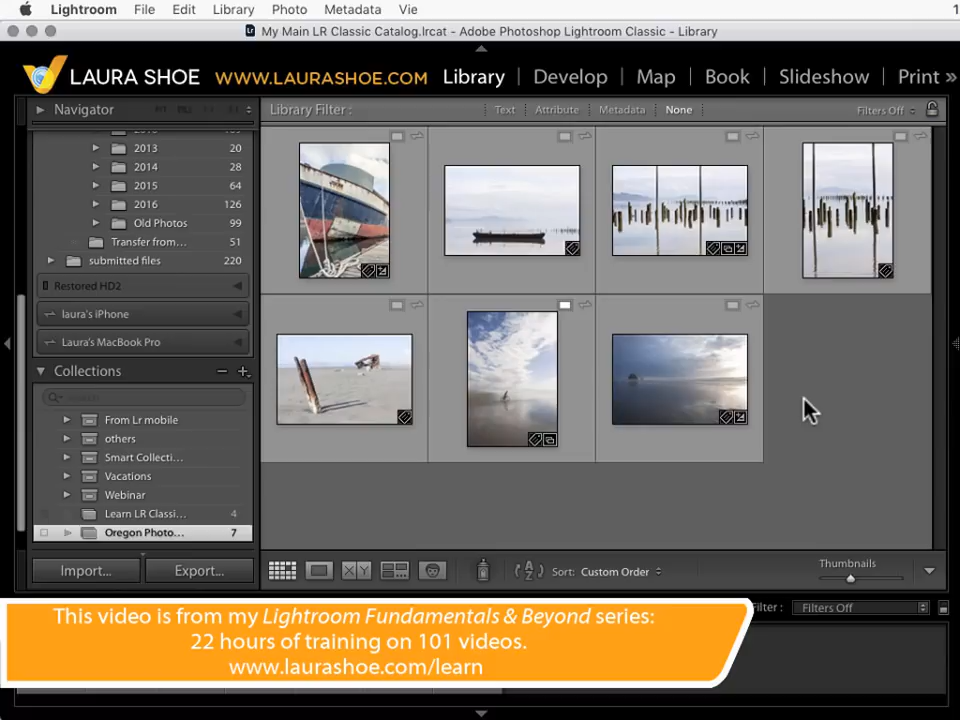 Lightroom File Edit Library Photo Metadata Vie
My Main LR Classic Catalog.lrcat - Adobe Photoshop Lightroom Classic - Library
LAURA SHOE WWW.LAURASHOE.COM Library | Develop | Map | Book | Slideshow | Print »
Navigator
Library Filter : Text Attribute Metadata None Filters Off
2013 20
2014 28
2015 64
2016 126
Old Photos 99
Transfer from... 51
submitted files 220
Restored HD2
laura's iPhone
Laura's MacBook Pro
Collections
From Lr mobile
others
Smart Collecti...
Vacations
Webinar
Learn LR Classi... 4
Oregon Photo... 7
Import... Export...
Sort: Custom Order
Thumbnails
Filter : Filters Off
This video is from my Lightroom Fundamentals & Beyond series:
22 hours of training on 101 videos.
www.laurashoe.com/learn